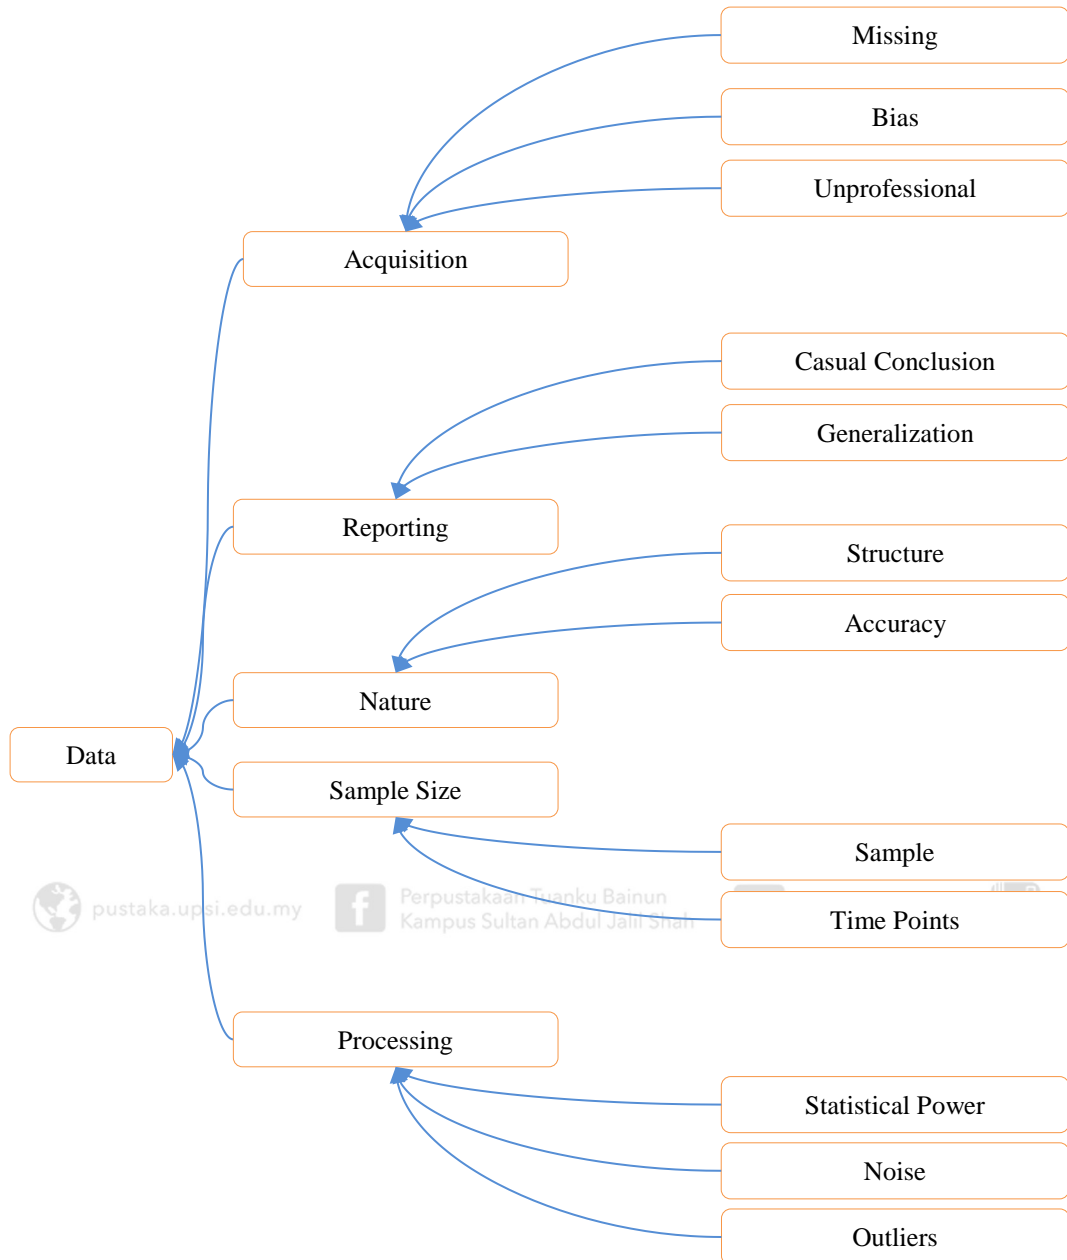 Missing
Bias
Unprofessional
Acquisition
Casual Conclusion
Generalization
Reporting
Structure
Accuracy
Nature
Data
Sample Size
Sample
pustaka.upsi.edu.my
Perpustakaan Tuanku Bainun
Kampus Sultan Abdul Jalil Shah
Time Points
Processing
Statistical Power
Noise
Outliers